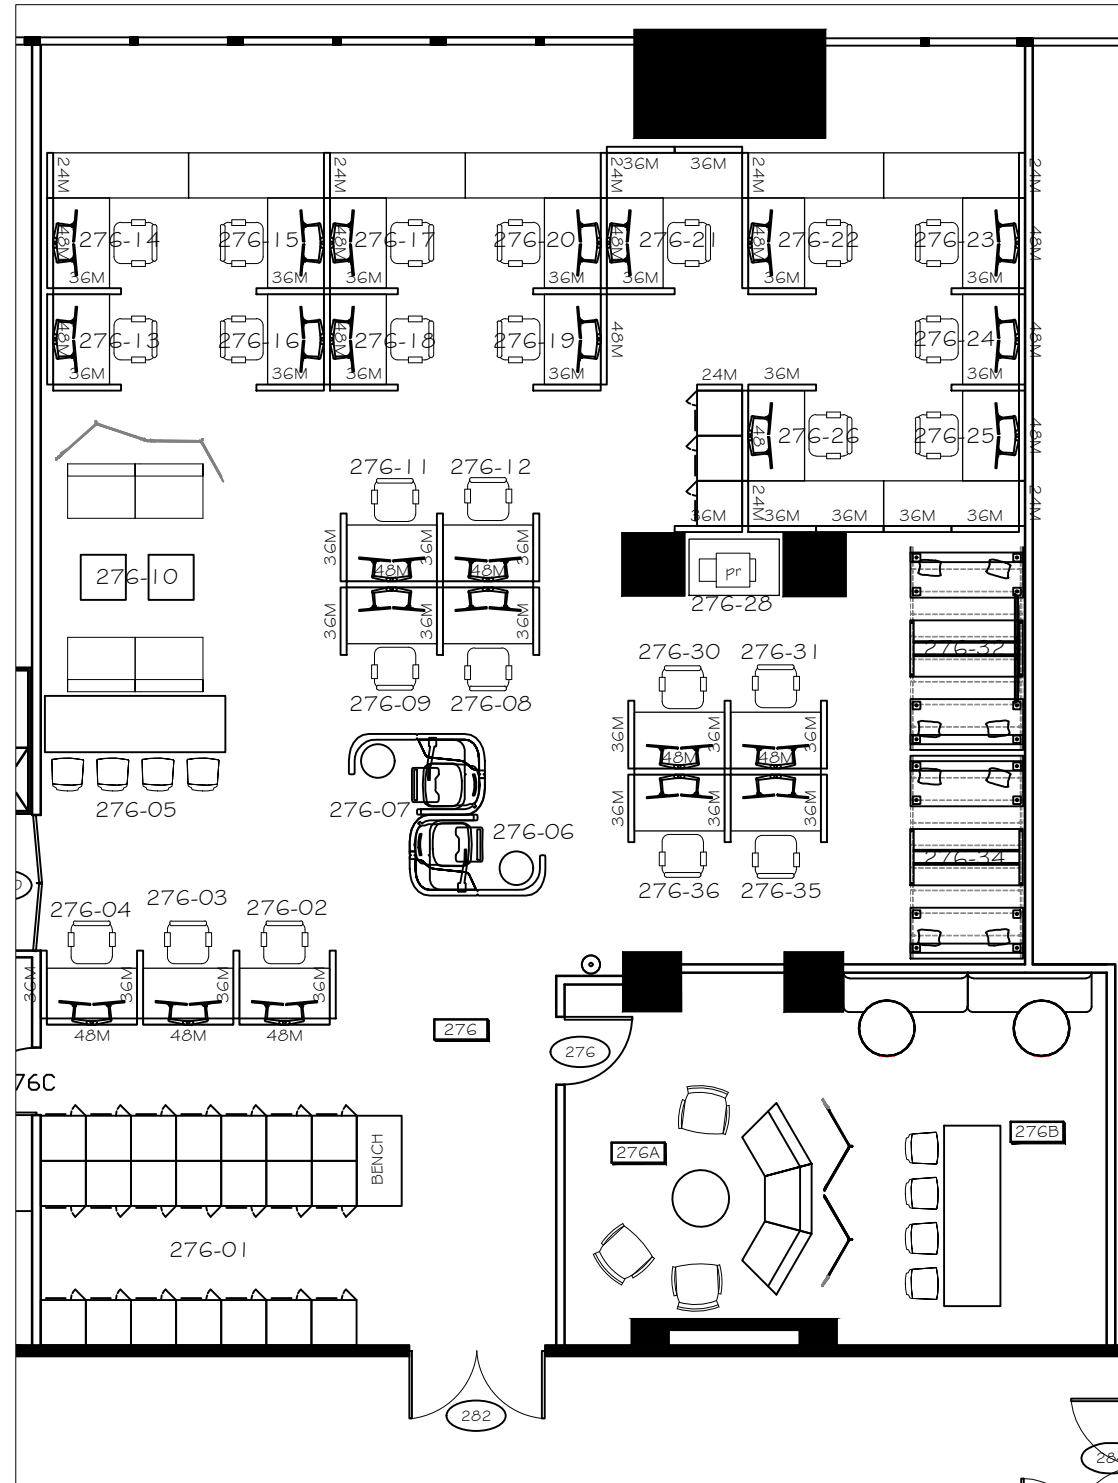 24M
24M
24M
36M
36M
24M
24M
48M
276-14
276-15
48M
276-17
276-20
48M
276-21
48M
276-22
276-23
48M
36M
36M
36M
36M
36M
36M
36M
48M
276-13
276-16
48M
276-18
276-19
48M
276-24
48M
36M
36M
36M
36M
24M
36M
36M
48
276-26
276-25
48M
276-11
276-12
24M
24M
36M
36M
36M
36M
36M
36M
36M
36M
48M
48M
pr
276-10
276-28
36M
36M
36M
276-30
276-31
276-32
276-09
276-08
36M
36M
36M
48M
48M
276-05
276-07
276-06
36M
36M
36M
276-34
276-36
276-35
276-04
276-03
276-02
36M
36M
36M
36M
48M
48M
48M
276
276
76C
276A
276B
BENCH
276-01
282
28